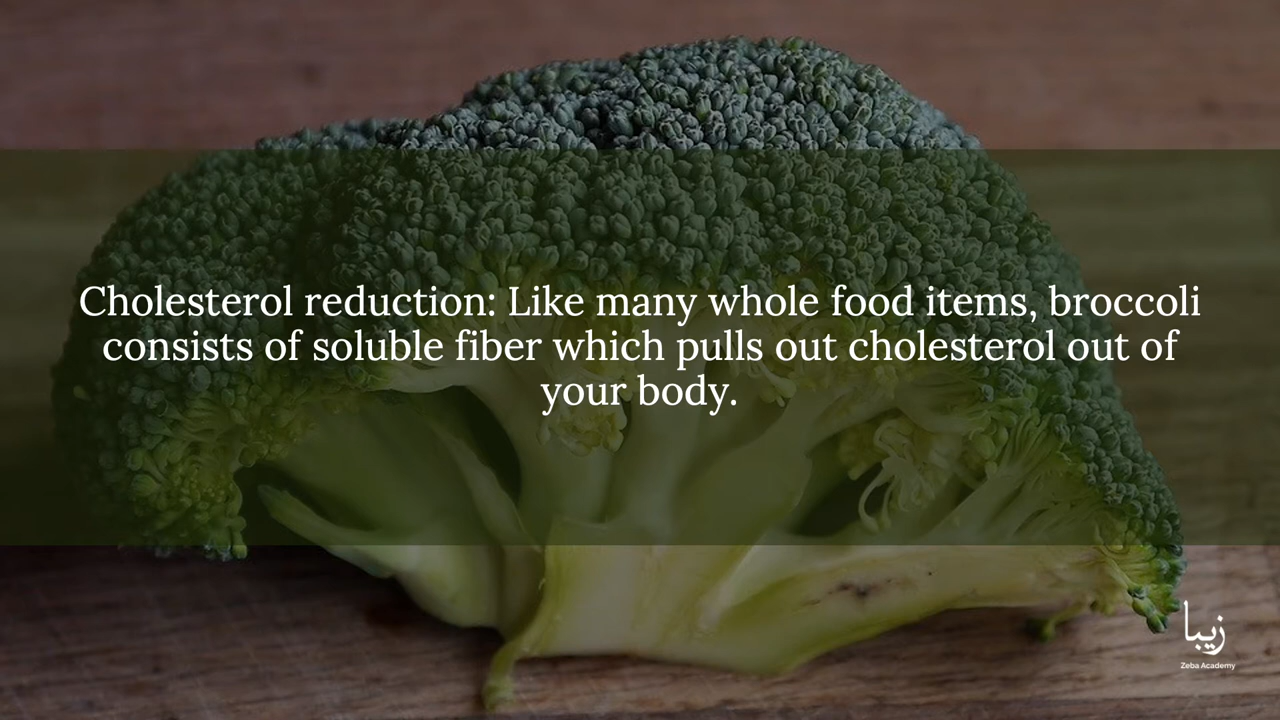 Cholesterol reduction: Like many whole food items, broccoli
consists of soluble fiber which pulls out cholesterol out of
your body.
زيبا
Zeba Academy